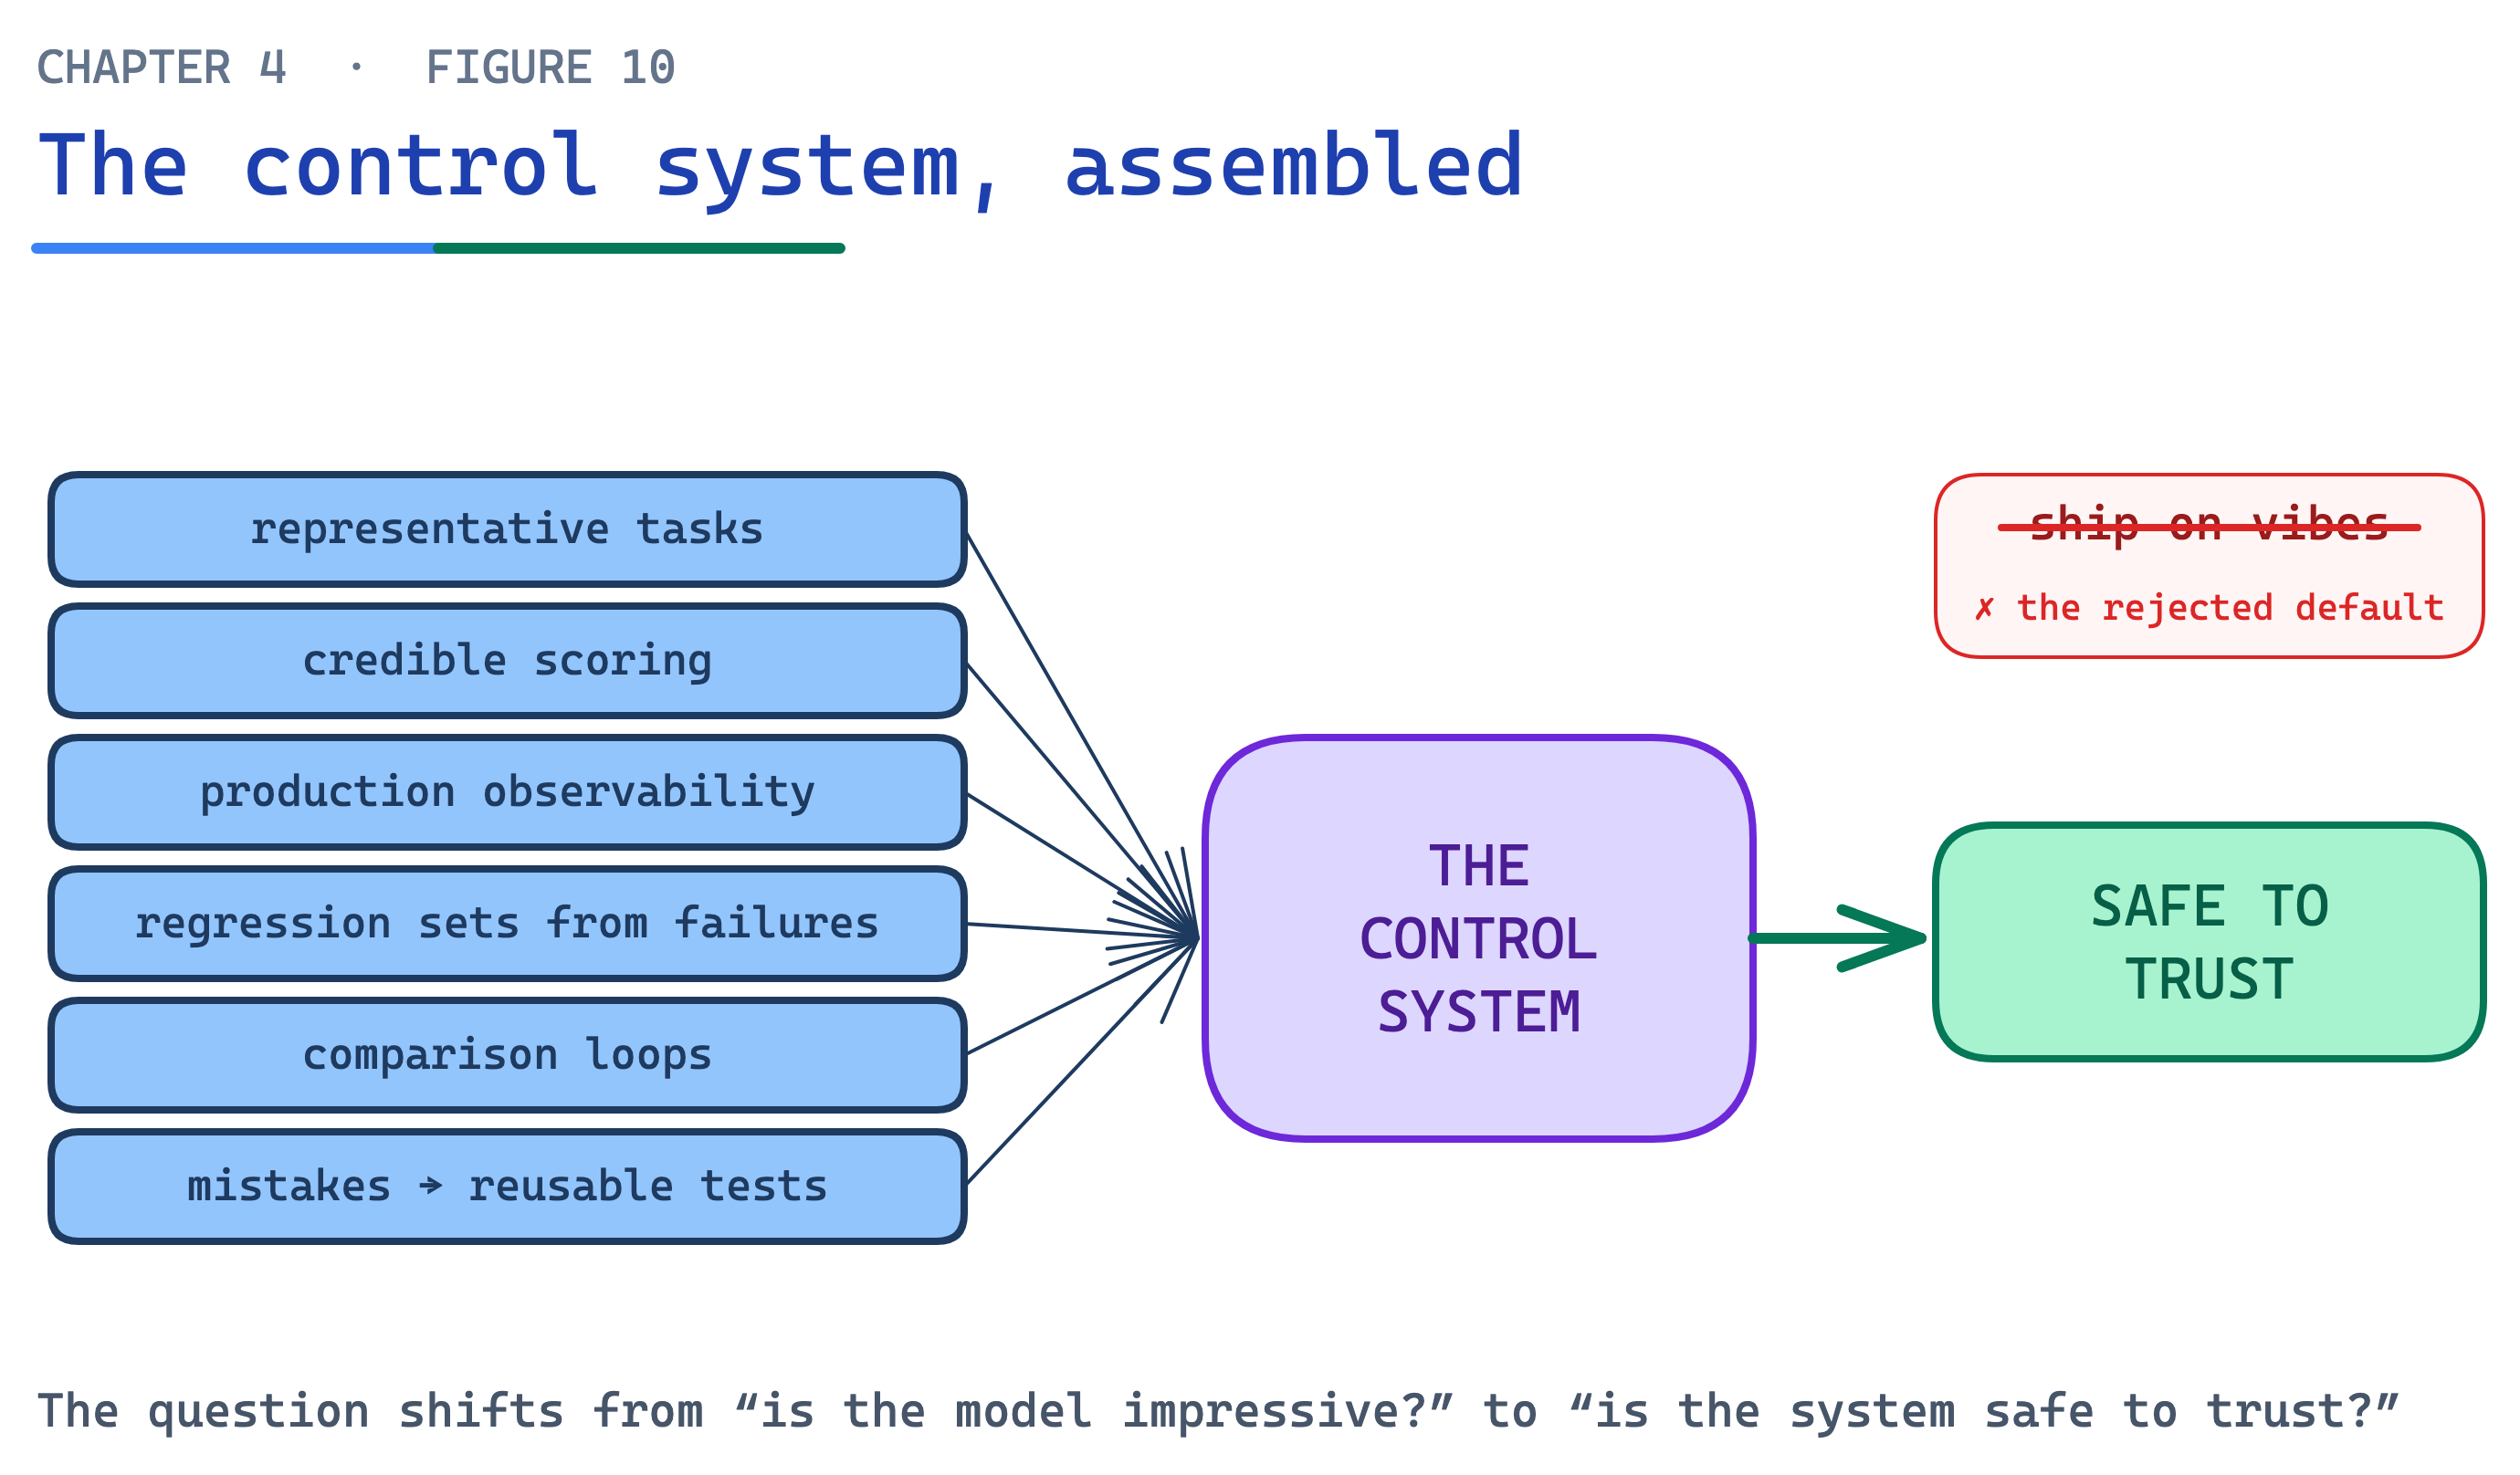 CHAPTER 4 · FIGURE 10
The control system, assembled
representative tasks
credible scoring
production observability
regression sets from failures
comparison loops
mistakes → reusable tests
THE
CONTROL
SYSTEM
ship on vibes
✗ the rejected default
SAFE TO
TRUST
The question shifts from “is the model impressive?” to “is the system safe to trust?”